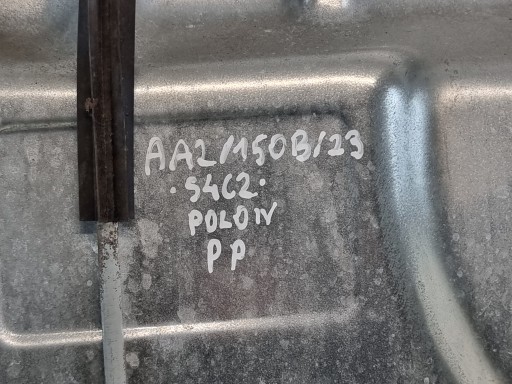 AA2/150B/23
·S4C2·
POLO IV
PP